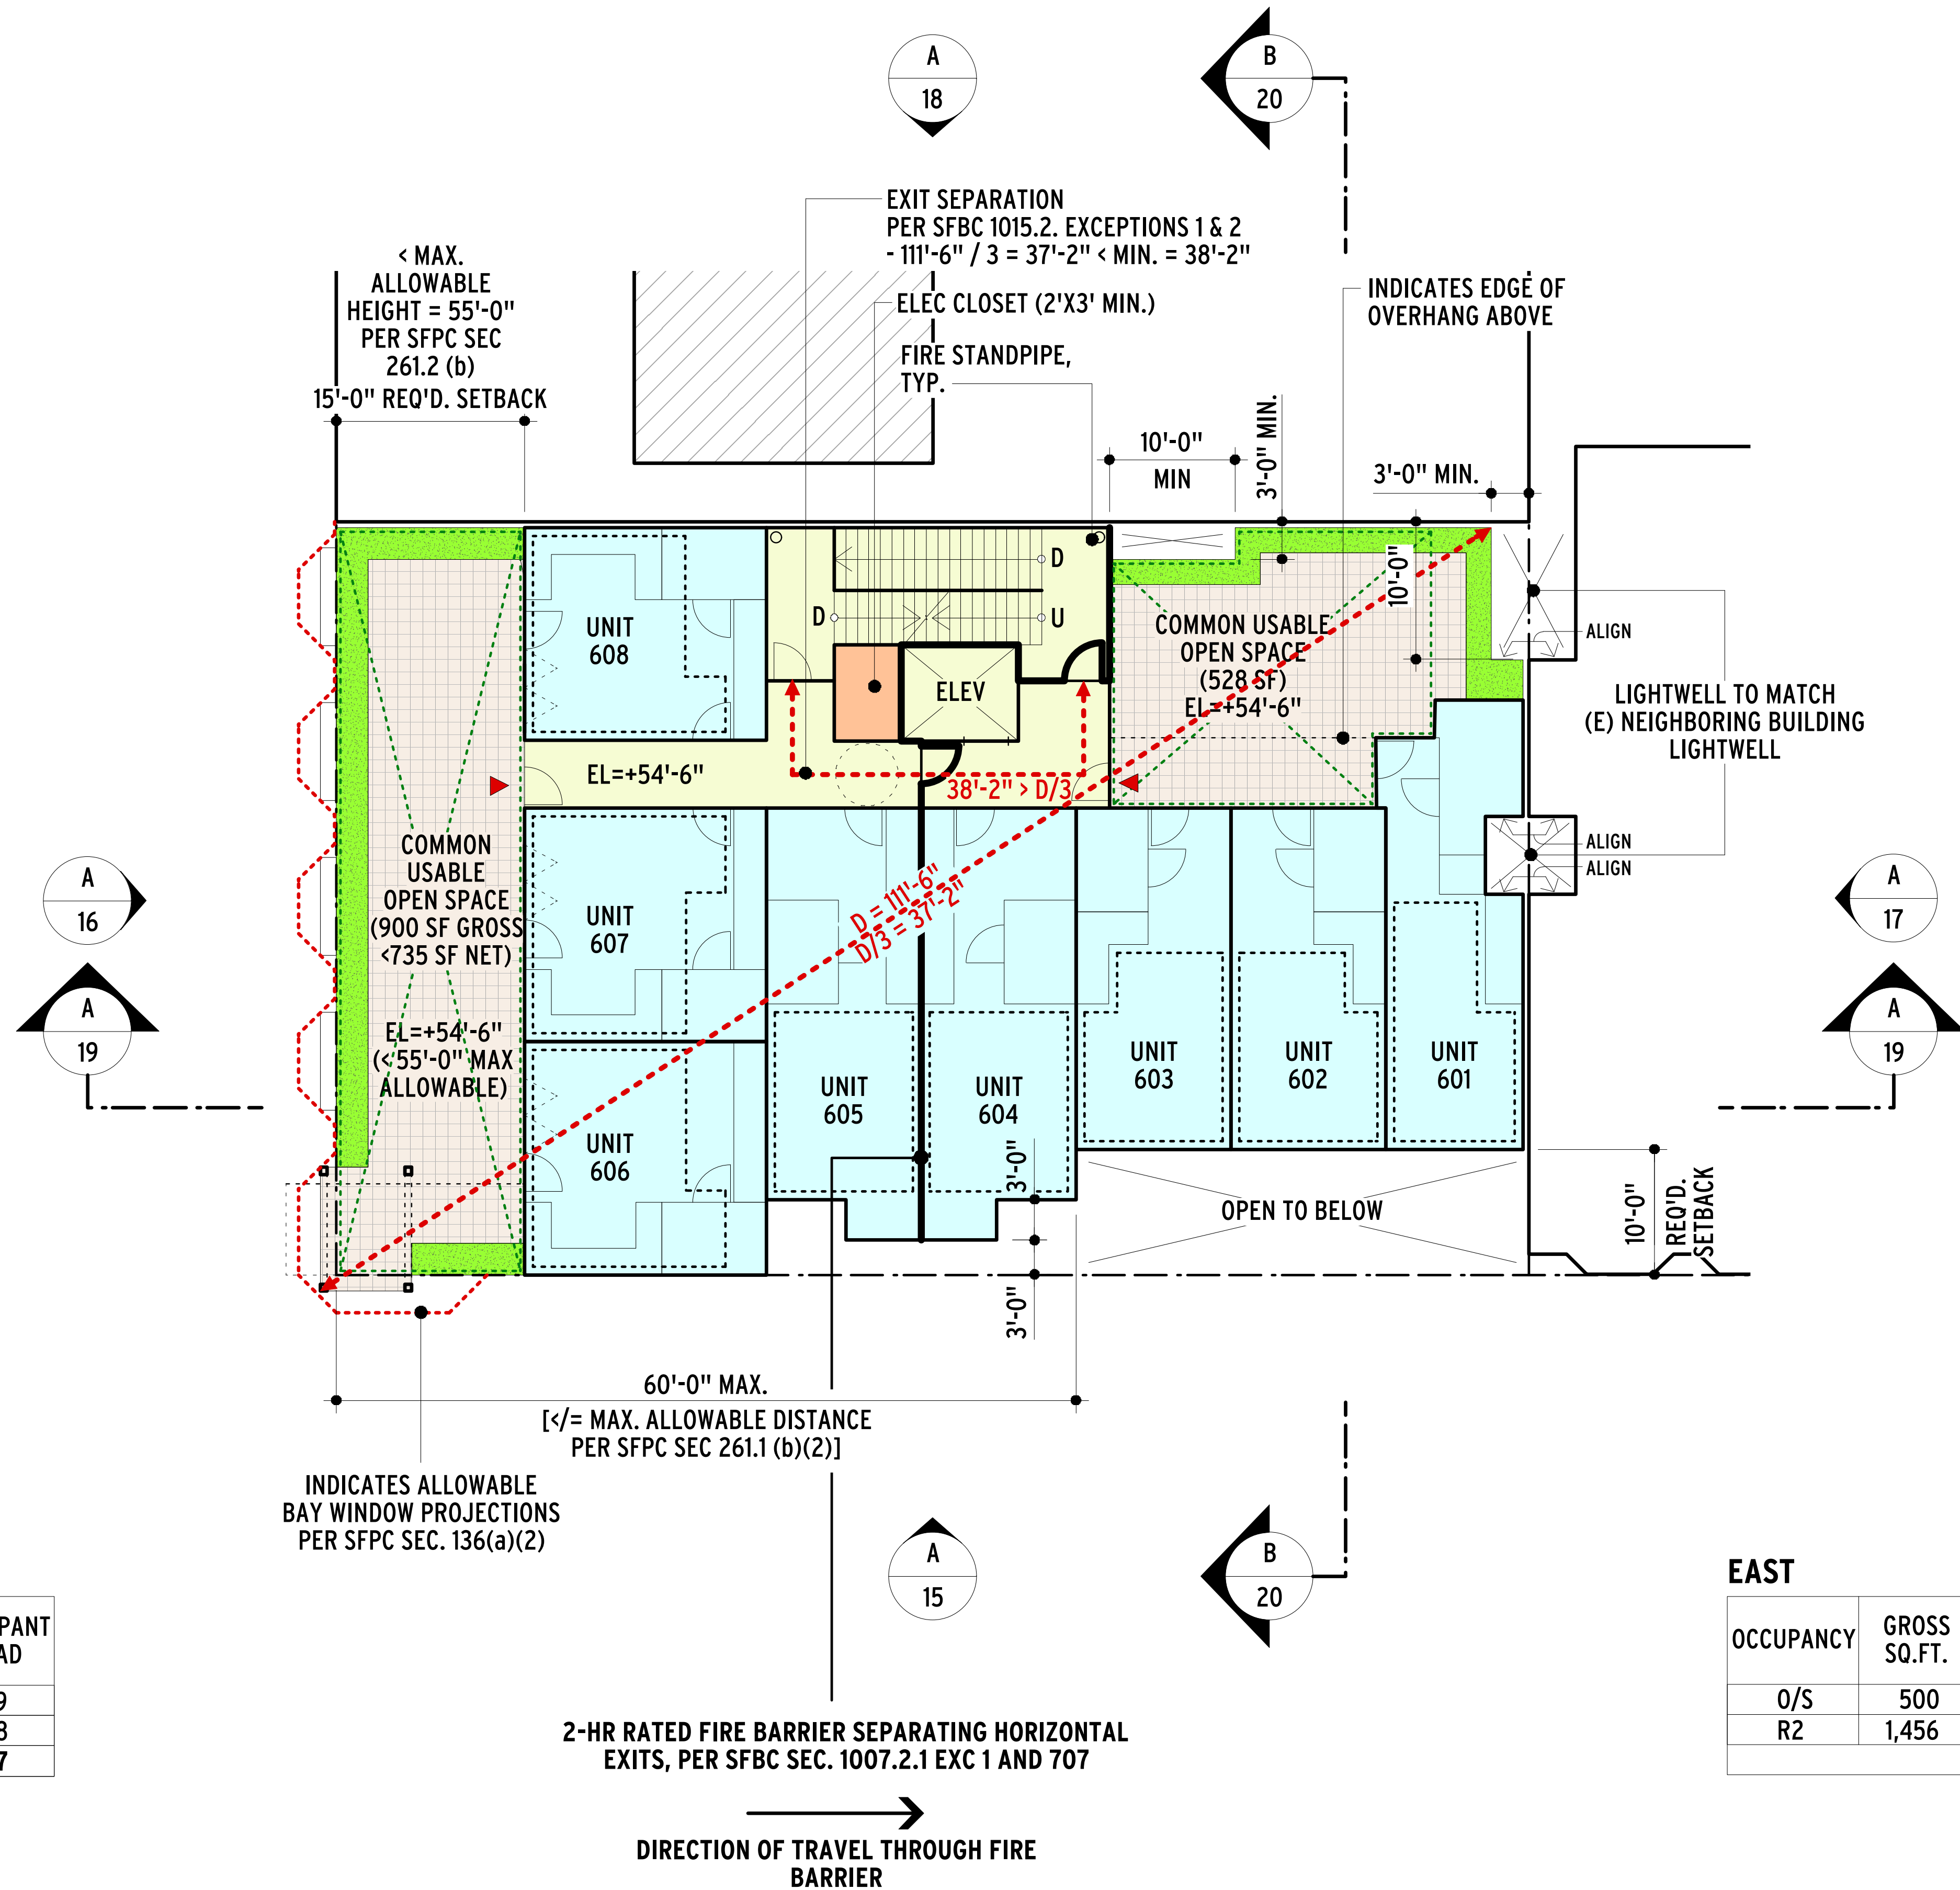 A
18
B
20
EXIT SEPARATION
PER SFBC 1015.2. EXCEPTIONS 1 & 2
- 111'-6" / 3 = 37'-2" < MIN. = 38'-2"
< MAX.
ALLOWABLE
HEIGHT = 55'-0"
PER SFPC SEC
261.2 (b)
15'-0" REQ'D. SETBACK
ELEC CLOSET (2'X3' MIN.)
FIRE STANDPIPE,
TYP.
INDICATES EDGE OF
OVERHANG ABOVE
10'-0"
MIN
3'-0" MIN.
3'-0" MIN.
10'-0"
D
D
U
UNIT
608
ELEV
COMMON USABLE
OPEN SPACE
(528 SF)
EL=+54'-6"
ALIGN
LIGHTWELL TO MATCH
(E) NEIGHBORING BUILDING
LIGHTWELL
EL=+54'-6"
38'-2" > D/3
ALIGN
ALIGN
COMMON
USABLE
OPEN SPACE
(900 SF GROSS
<735 SF NET)
D = 111'-6"
D/3 = 37'-2"
UNIT
607
A
16
A
17
A
19
A
19
EL=+54'-6"
(< 55'-0" MAX
ALLOWABLE)
UNIT
606
UNIT
605
UNIT
604
UNIT
603
UNIT
602
UNIT
601
3'-0"
3'-0"
OPEN TO BELOW
10'-0"
REQ'D.
SETBACK
60'-0" MAX.
[</= MAX. ALLOWABLE DISTANCE
PER SFPC SEC 261.1 (b)(2)]
INDICATES ALLOWABLE
BAY WINDOW PROJECTIONS
PER SFPC SEC. 136(a)(2)
A
15
B
20
2-HR RATED FIRE BARRIER SEPARATING HORIZONTAL
EXITS, PER SFBC SEC. 1007.2.1 EXC 1 AND 707
DIRECTION OF TRAVEL THROUGH FIRE
BARRIER
PANT
AD
9
8
7
EAST
OCCUPANCY GROSS
SQ.FT.
O/S 500
R2 1,456